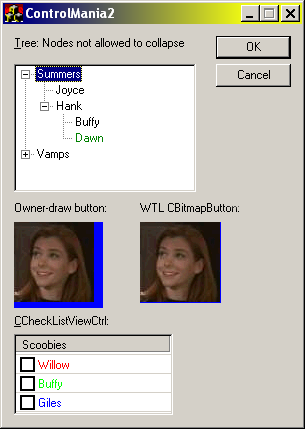 ControlMania2
Tree: Nodes not allowed to collapse
OK
Summers
Cancel
Joyce
Hank
Buffy
Dawn
Vamps
Owner-draw button:
WTL CBitmapButton:
CCheckListViewCtrl:
Scoobies
Willow
Buffy
Giles